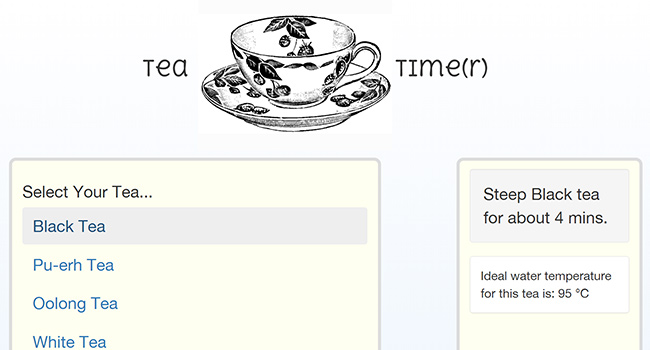 Tea Time(r)
Select Your Tea...
Black Tea
Pu-erh Tea
Oolong Tea
White Tea
Steep Black tea
for about 4 mins.
Ideal water temperature
for this tea is: 95 °C